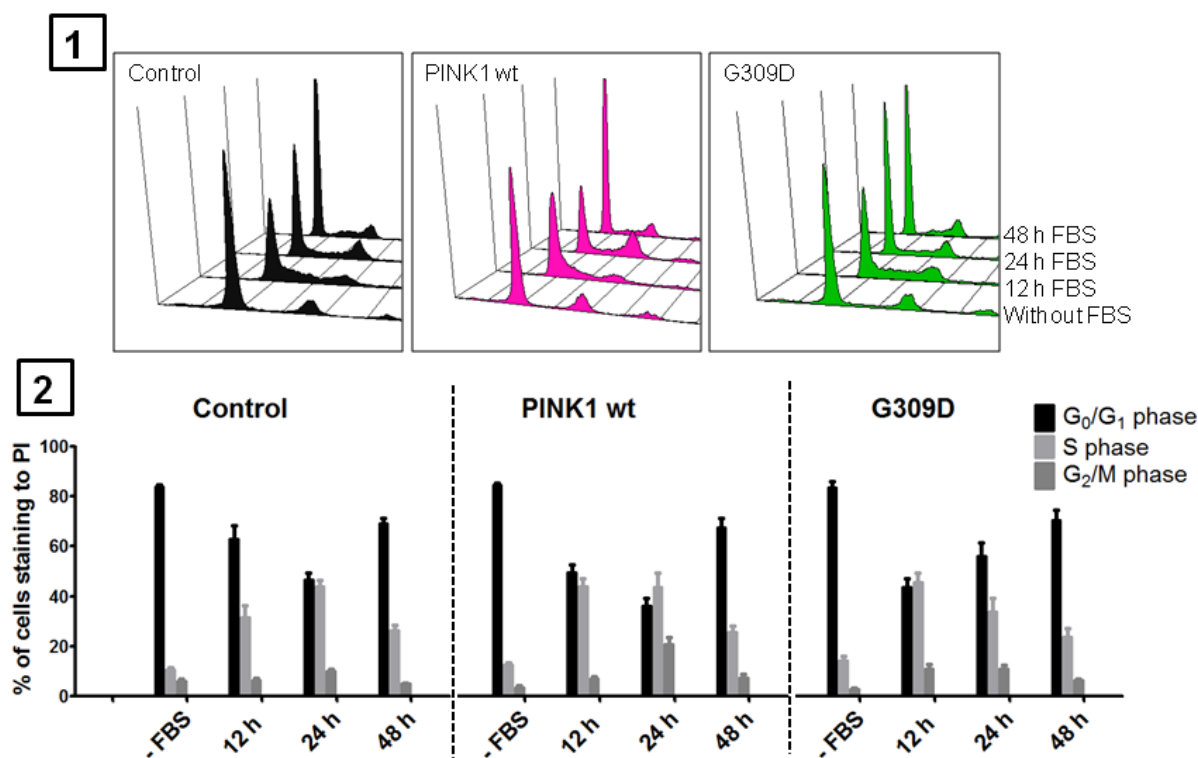 1
Control
PINK1 wt
G309D
48 h FBS
24 h FBS
12 h FBS
Without FBS
2
Control
PINK1 wt
G309D
G0/G1 phase
S phase
G2/M phase
% of cells staining to PI
100
80
60
40
20
0
- FBS
12 h
24 h
48 h
- FBS
12 h
24 h
48 h
- FBS
12 h
24 h
48 h